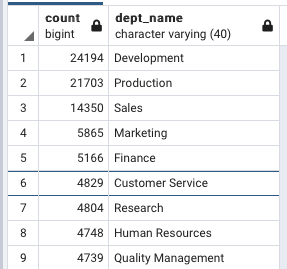 count dept_name
bigint character varying (40)
1 24194 Development
2 21703 Production
3 14350 Sales
4 5865 Marketing
5 5166 Finance
6 4829 Customer Service
7 4804 Research
8 4748 Human Resources
9 4739 Quality Management